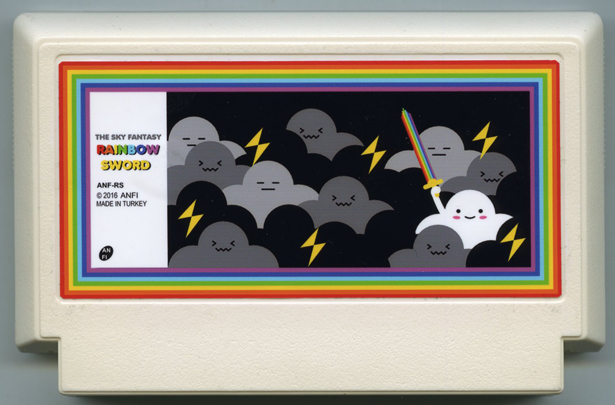 THE SKY FANTASY
RAINBOW
SWORD
ANF-RS
© 2016 ANFI
MADE IN TURKEY
AN
FI